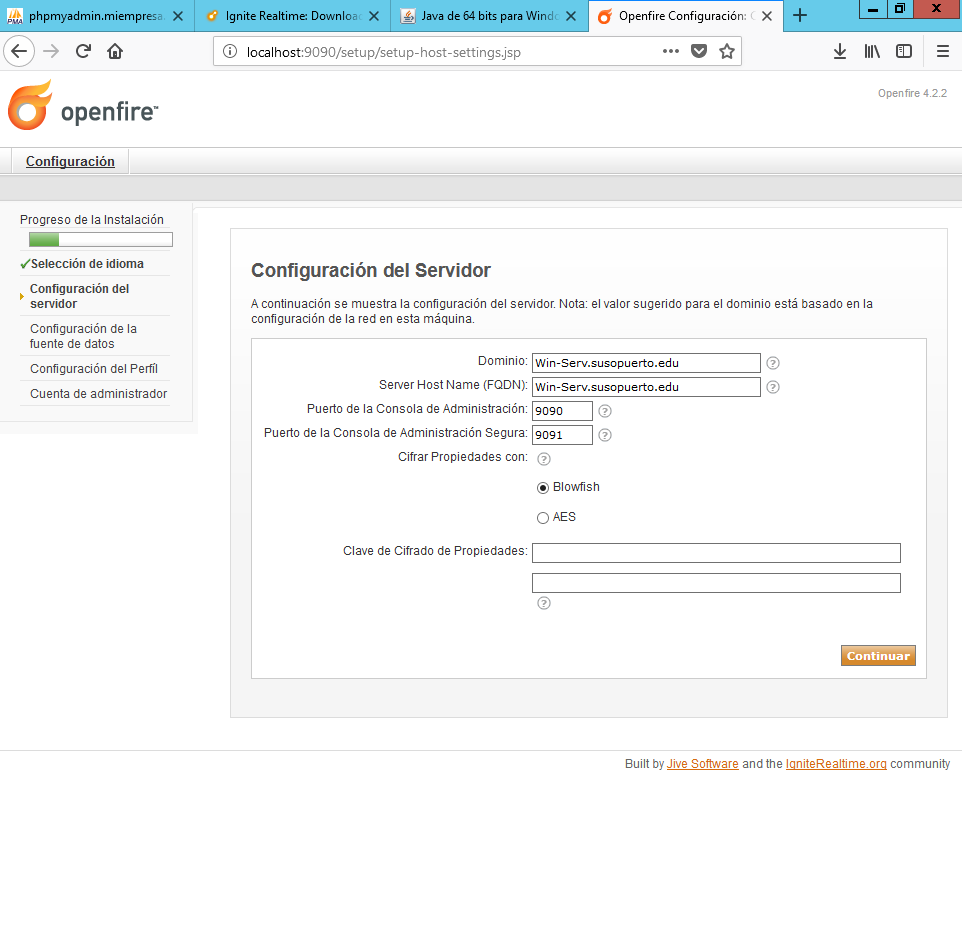 phpmyadmin.miempresa.
Ignite Realtime: Downloa
Java de 64 bits para Windo
Openfire Configuración:
localhost:9090/setup/setup-host-settings.jsp
openfire™
Openfire 4.2.2
Configuración
Progreso de la Instalación
Selección de idioma
Configuración del
servidor
Configuración de la
fuente de datos
Configuración del Perfíl
Cuenta de administrador
Configuración del Servidor
A continuación se muestra la configuración del servidor. Nota: el valor sugerido para el dominio está basado en la
configuración de la red en esta máquina.
Dominio: Win-Serv.susopuerto.edu
Server Host Name (FQDN): Win-Serv.susopuerto.edu
Puerto de la Consola de Administración: 9090
Puerto de la Consola de Administración Segura: 9091
Cifrar Propiedades con:
Blowfish
AES
Clave de Cifrado de Propiedades:
Continuar
Built by Jive Software and the IgniteRealtime.org community